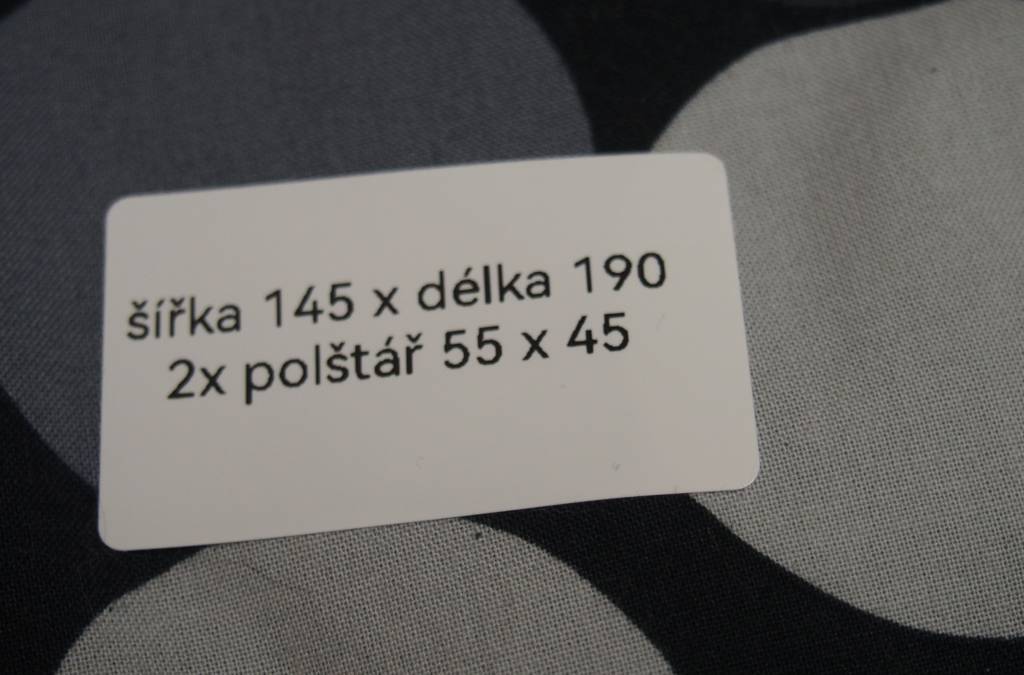 šířka 145 x délka 190
2x polštář 55 x 45